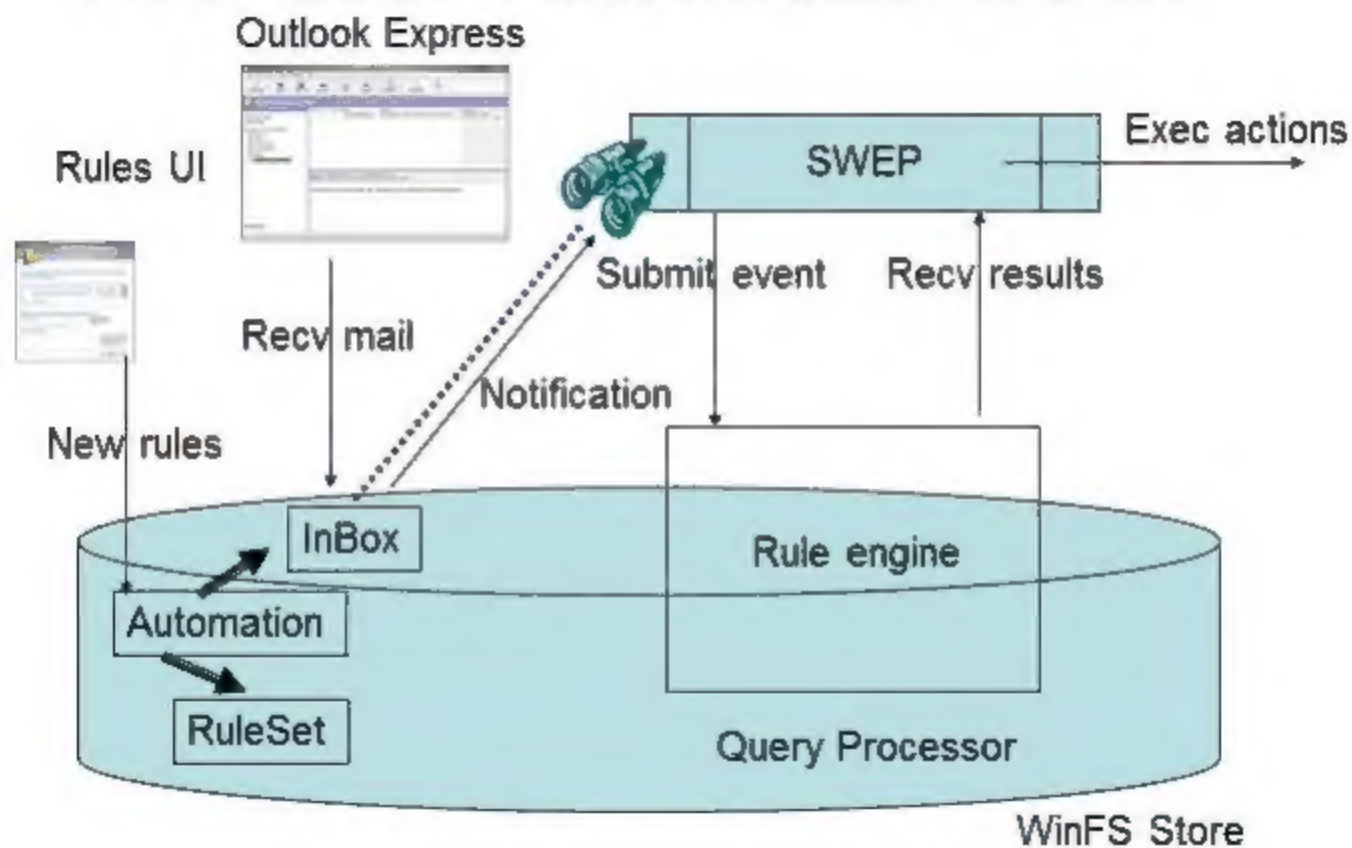 Outlook Express
Rules UI
SWEP
Exec actions
Submit event
Recv results
Recv mail
Notification
New rules
InBox
Rule engine
Automation
RuleSet
Query Processor
WinFS Store